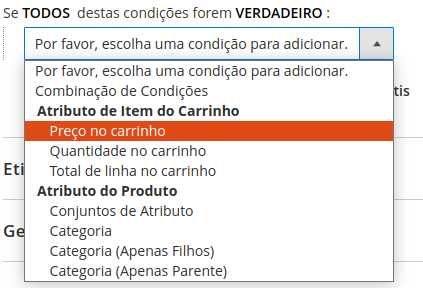 Se TODOS destas condições forem VERDADEIRO :
Por favor, escolha uma condição para adicionar.
Por favor, escolha uma condição para adicionar.
Combinação de Condições
tis
Atributo de Item do Carrinho
Preço no carrinho
Quantidade no carrinho
Total de linha no carrinho
Eti
Atributo do Produto
Conjuntos de Atributo
Categoria
Ge
Categoria (Apenas Filhos)
Categoria (Apenas Parente)